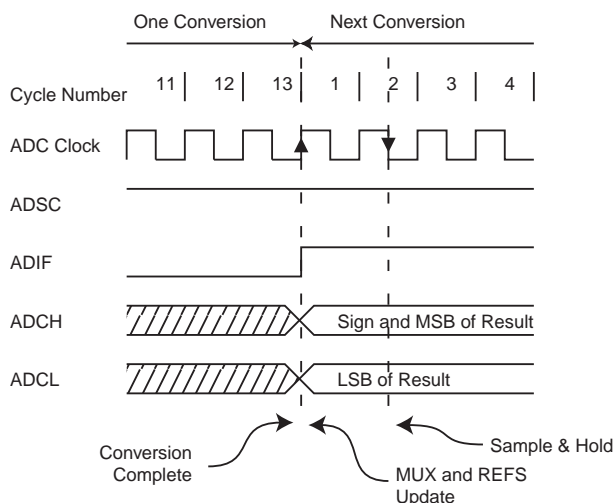 One Conversion Next Conversion
Cycle Number 11 12 13 1 2 3 4
ADC Clock
ADSC
ADIF
ADCH Sign and MSB of Result
ADCL LSB of Result
Conversion
Complete
MUX and REFS
Update
Sample & Hold